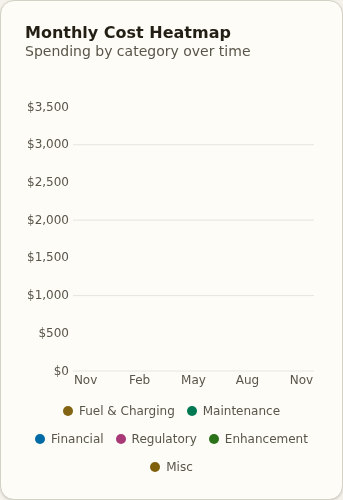 Monthly Cost Heatmap
Spending by category over time
$3,500
$3,000
$2,500
$2,000
$1,500
$1,000
$500
$0
Nov Feb May Aug Nov
Fuel & Charging Maintenance
Financial Regulatory Enhancement
Misc